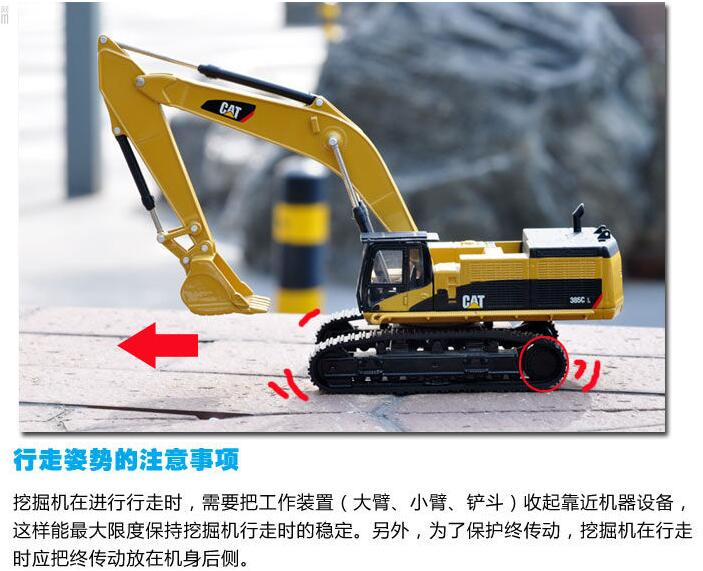 网
m
CAT
CAT
385C L
行走姿势的注意事项
挖掘机在进行行走时，需要把工作装置（大臂、小臂、铲斗）收起靠近机器设备，
这样能最大限度保持挖掘机行走时的稳定。另外，为了保护终传动，挖掘机在行走
时应把终传动放在机身后侧。